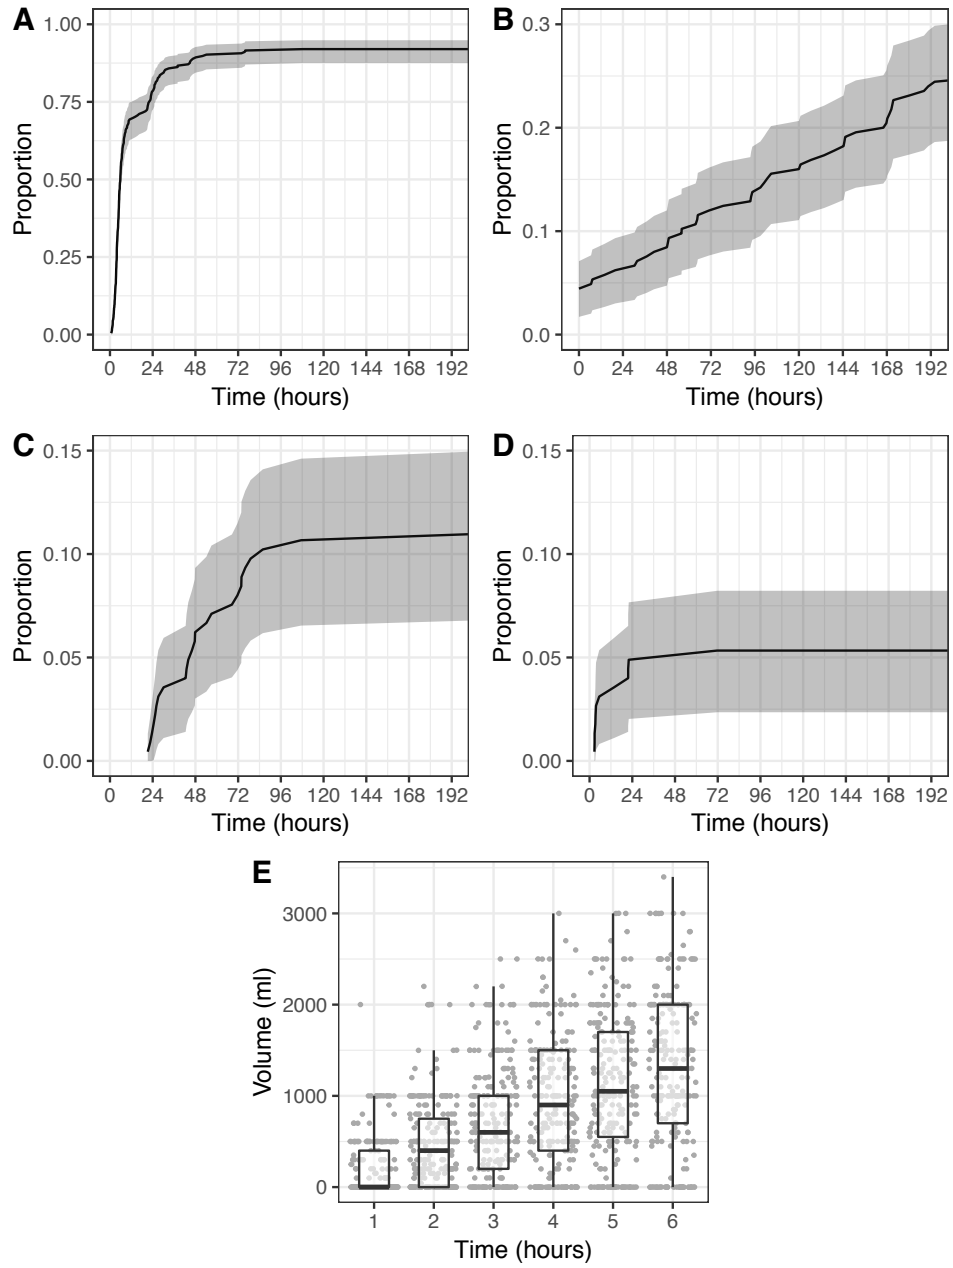 A
1.00
0.75
0.50
0.25
0.00
Proportion
0 24 48 72 96 120 144 168 192
Time (hours)
B
0.3
0.2
0.1
0.0
Proportion
0 24 48 72 96 120 144 168 192
Time (hours)
C
0.15
0.10
0.05
0.00
Proportion
0 24 48 72 96 120 144 168 192
Time (hours)
D
0.15
0.10
0.05
0.00
Proportion
0 24 48 72 96 120 144 168 192
Time (hours)
E
3000
2000
1000
0
Volume (ml)
1 2 3 4 5 6
Time (hours)